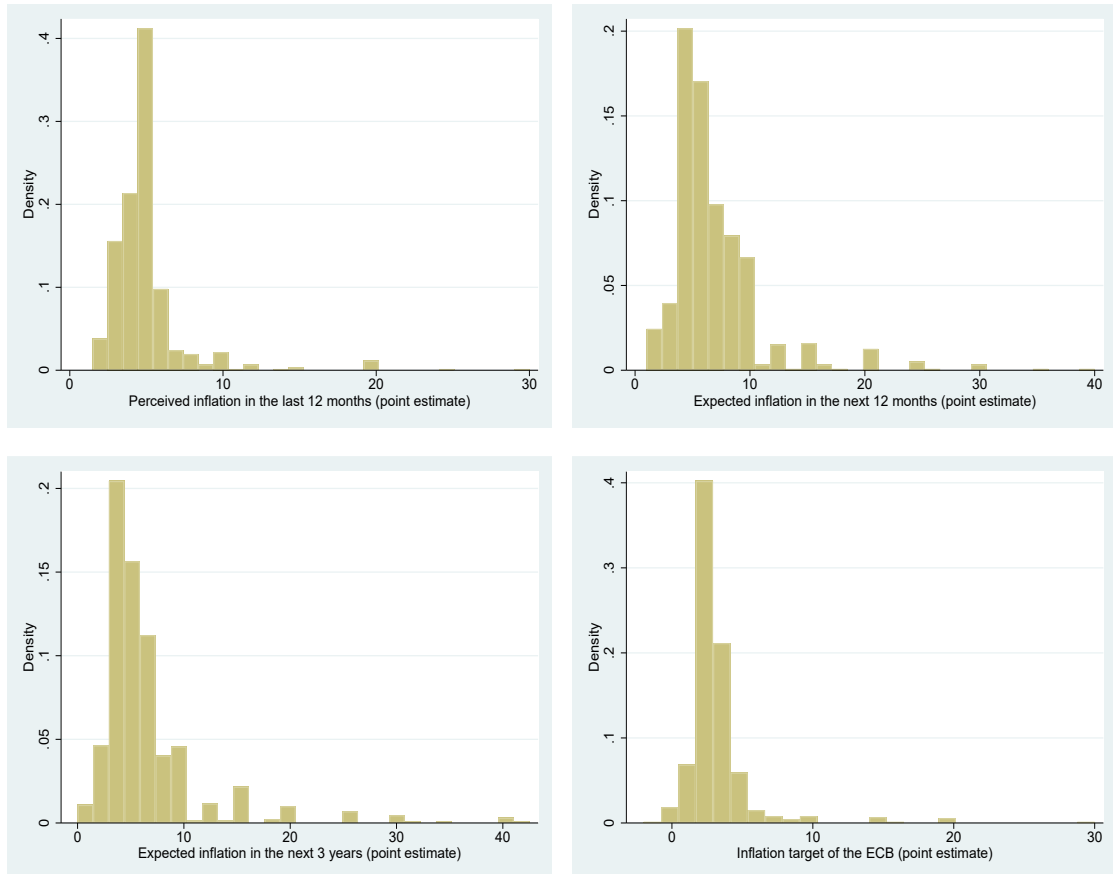 Density
.4
.3
.2
.1
0
0 10 20 30
Perceived inflation in the last 12 months (point estimate)
Density
.2
.15
.1
.05
0
0 10 20 30 40
Expected inflation in the next 12 months (point estimate)
Density
.2
.15
.1
.05
0
0 10 20 30 40
Expected inflation in the next 3 years (point estimate)
Density
.4
.3
.2
.1
0
0 10 20 30
Inflation target of the ECB (point estimate)